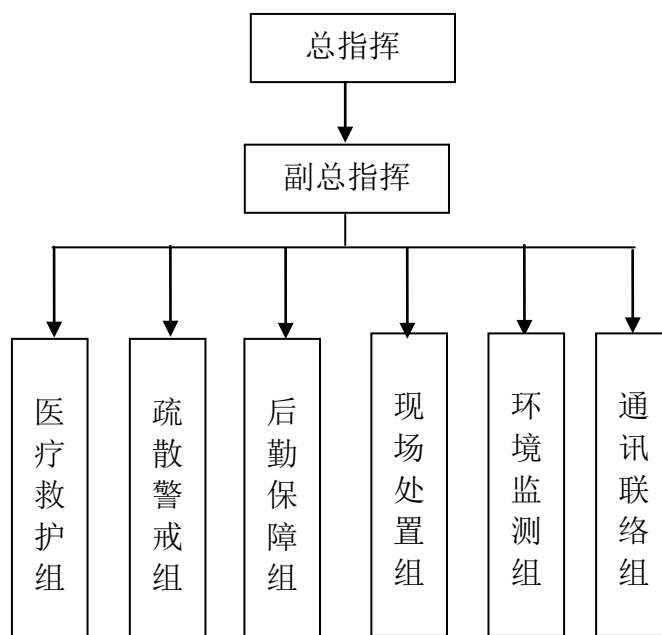 总指挥
副总指挥
医疗救护组
疏散警戒组
后勤保障组
现场处置组
环境监测组
通讯联络组